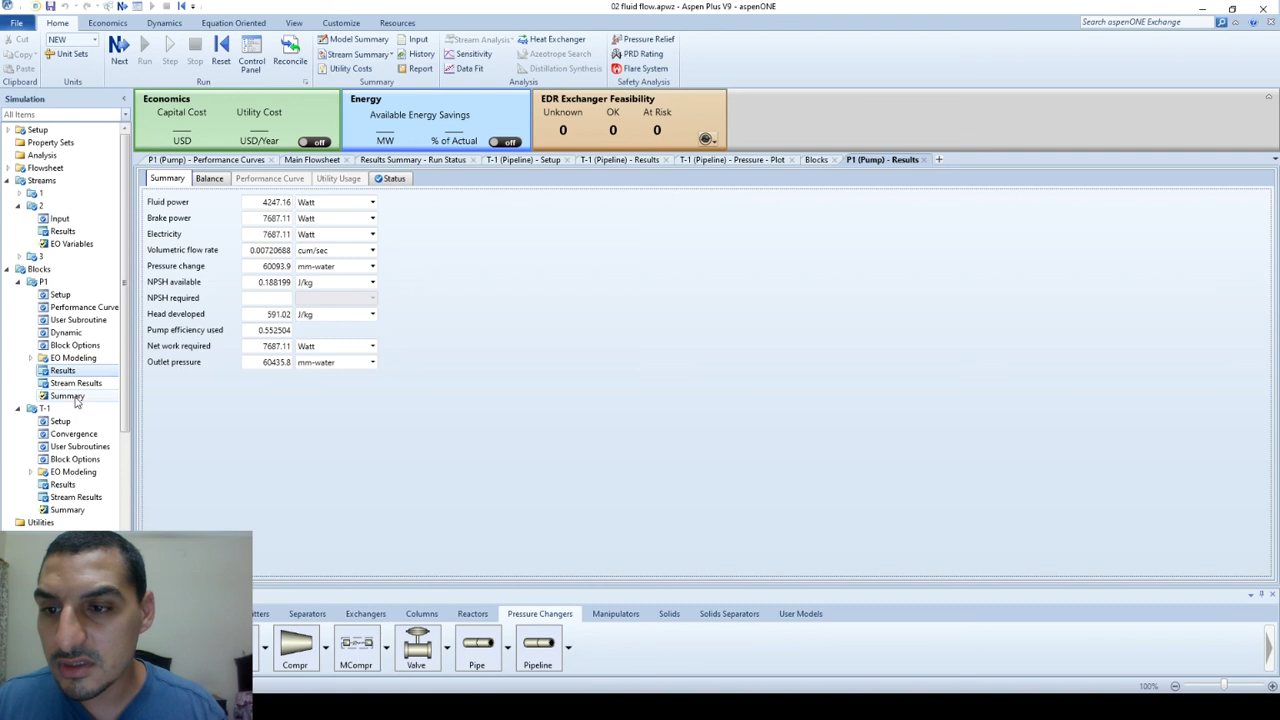 02 fluid flow.apwz - Aspen Plus V9 - aspenONE
File Home Economics Dynamics Equation Oriented View Customize Resources Search aspenONE Exchange
Cut Copy Paste Clipboard
NEW Unit Sets Units
Next Run Step Stop Reset Control Panel Reconcile Run
Model Summary Input
Stream Summary History
Utility Costs Report
Summary
Stream Analysis Heat Exchanger
Sensitivity Azeotrope Search
Data Fit Distillation Synthesis
Analysis
Pressure Relief
PRD Rating
Flare System
Safety Analysis
Simulation
All Items
Economics
Capital Cost Utility Cost
USD USD/Year off
Energy
Available Energy Savings
MW % of Actual off
EDR Exchanger Feasibility
Unknown OK At Risk
0 0 0
P1 (Pump) - Performance Curves Main Flowsheet Results Summary - Run Status T-1 (Pipeline) - Setup T-1 (Pipeline) - Results T-1 (Pipeline) - Pressure - Plot Blocks P1 (Pump) - Results
Setup
Property Sets
Analysis
Flowsheet
Streams
1
2
Input
Results
EO Variables
3
Blocks
P1
Setup
Performance Curve
User Subroutine
Dynamic
Block Options
EO Modeling
Results
Stream Results
Summary
T-1
Setup
Convergence
User Subroutines
Block Options
EO Modeling
Results
Stream Results
Summary
Utilities
Summary Balance Performance Curve Utility Usage Status
Fluid power 4247.16 Watt
Brake power 7687.11 Watt
Electricity 7687.11 Watt
Volumetric flow rate 0.00720688 cum/sec
Pressure change 60093.9 mm-water
NPSH available 0.188199 J/kg
NPSH required
Head developed 591.02 J/kg
Pump efficiency used 0.552504
Net work required 7687.11 Watt
Outlet pressure 60435.8 mm-water
Separators Exchangers Columns Reactors Pressure Changers Manipulators Solids Solids Separators User Models
Compr MCompr Valve Pipe Pipeline
100%